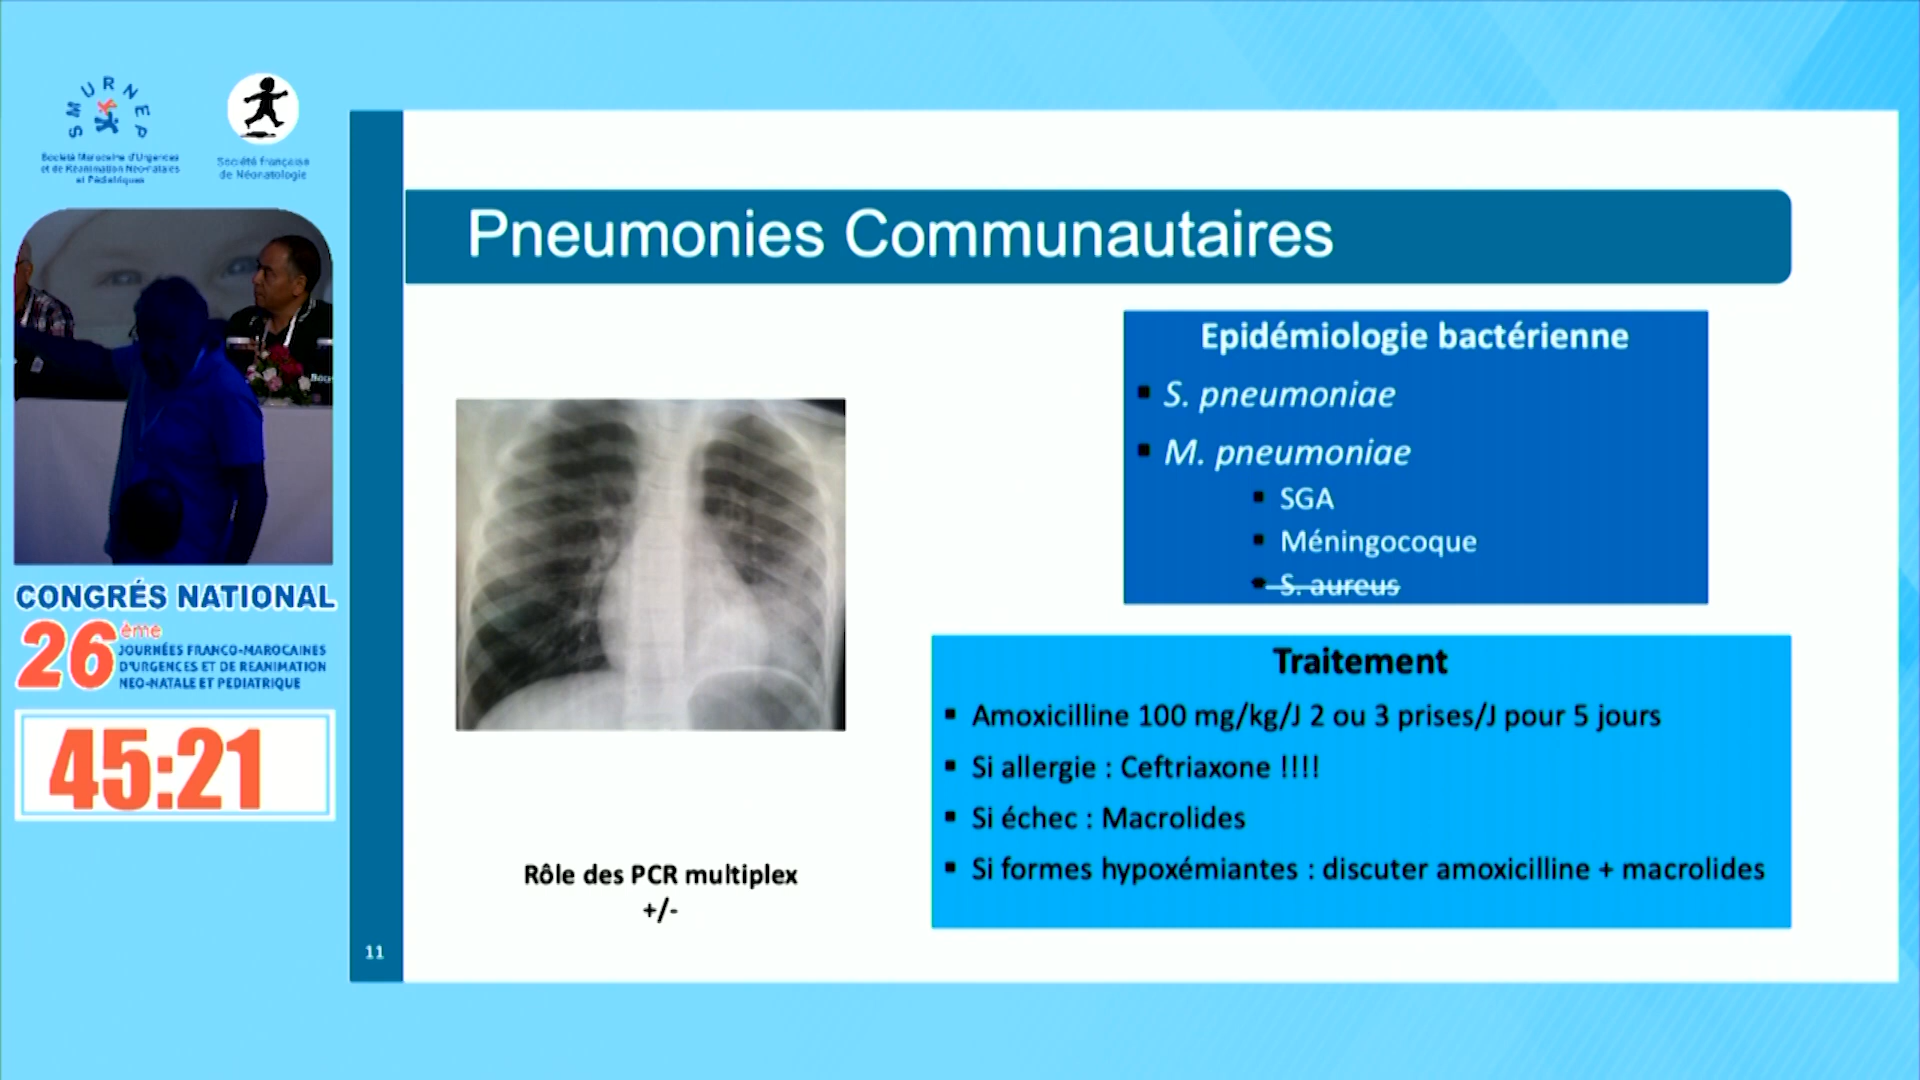 SMURNEP
Société Marocaine d'Urgences
et de Réanimation Néo-natales
et Pédiatriques
Société française
de Néonatologie
Pneumonies Communautaires
Epidémiologie bactérienne
S. pneumoniae
M. pneumoniae
SGA
Méningocoque
S. aureus
CONGRÉS NATIONAL
26ème
JOURNÉES FRANCO-MAROCAINES
D'URGENCES ET DE REANIMATION
NEO-NATALE ET PEDIATRIQUE
45:21
Traitement
Amoxicilline 100 mg/kg/J 2 ou 3 prises/J pour 5 jours
Si allergie : Ceftriaxone !!!!
Si échec : Macrolides
Si formes hypoxémiantes : discuter amoxicilline + macrolides
Rôle des PCR multiplex
+/-
11